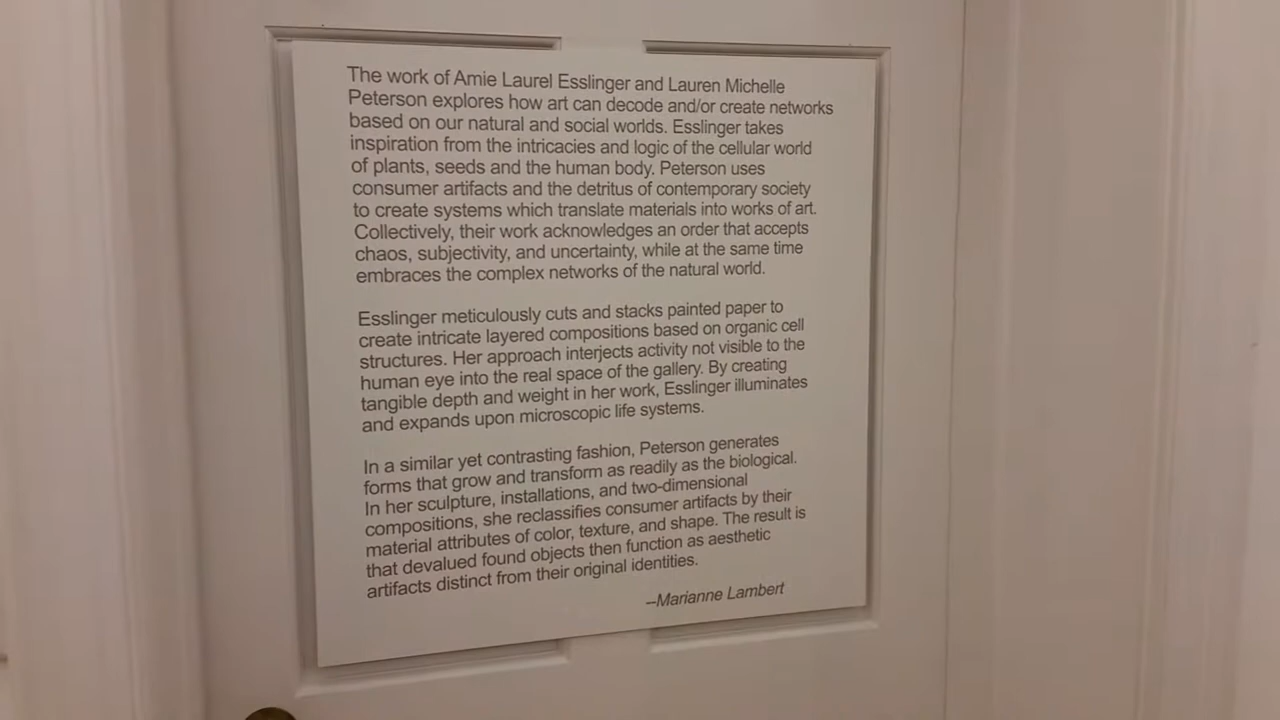 The work of Amie Laurel Esslinger and Lauren Michelle
Peterson explores how art can decode and/or create networks
based on our natural and social worlds. Esslinger takes
inspiration from the intricacies and logic of the cellular world
of plants, seeds and the human body. Peterson uses
consumer artifacts and the detritus of contemporary society
to create systems which translate materials into works of art.
Collectively, their work acknowledges an order that accepts
chaos, subjectivity, and uncertainty, while at the same time
embraces the complex networks of the natural world.
Esslinger meticulously cuts and stacks painted paper to
create intricate layered compositions based on organic cell
structures. Her approach interjects activity not visible to the
human eye into the real space of the gallery. By creating
tangible depth and weight in her work, Esslinger illuminates
and expands upon microscopic life systems.
In a similar yet contrasting fashion, Peterson generates
forms that grow and transform as readily as the biological.
In her sculpture, installations, and two-dimensional
compositions, she reclassifies consumer artifacts by their
material attributes of color, texture, and shape. The result is
that devalued found objects then function as aesthetic
artifacts distinct from their original identities.
–Marianne Lambert